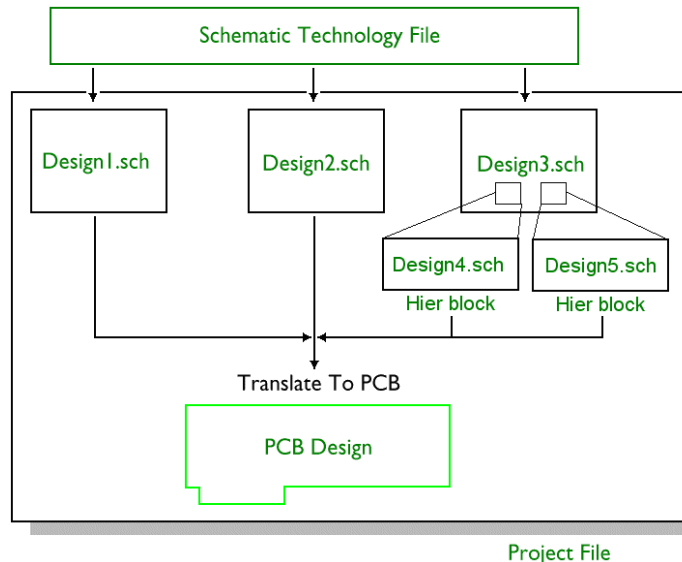 Schematic Technology File
Design1.sch
Design2.sch
Design3.sch
Design4.sch
Design5.sch
Hier block
Hier block
Translate To PCB
PCB Design
Project File